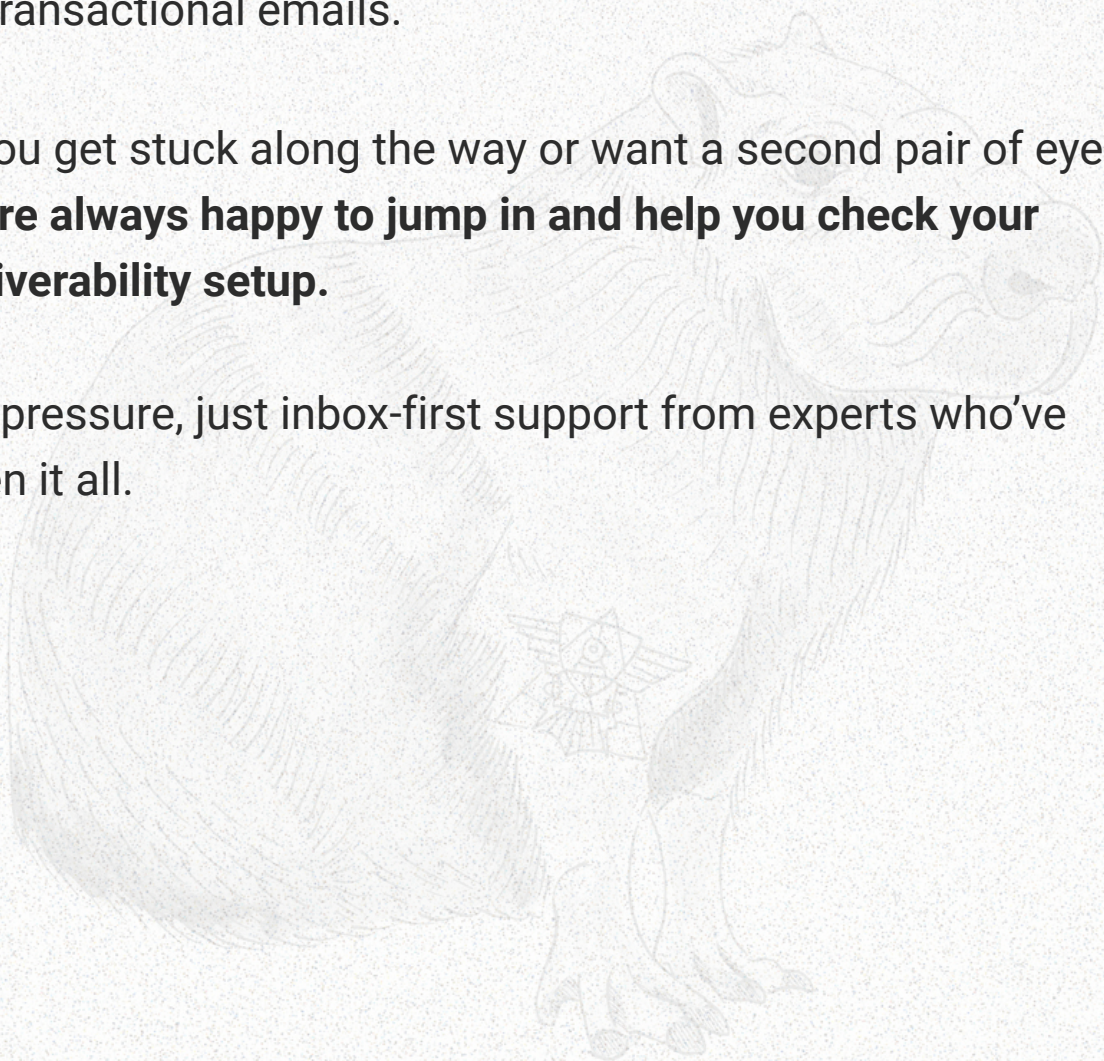 ransactional emails.
ou get stuck along the way or want a second pair of eye
re always happy to jump in and help you check your
iverability setup.
pressure, just inbox-first support from experts who’ve
n it all.